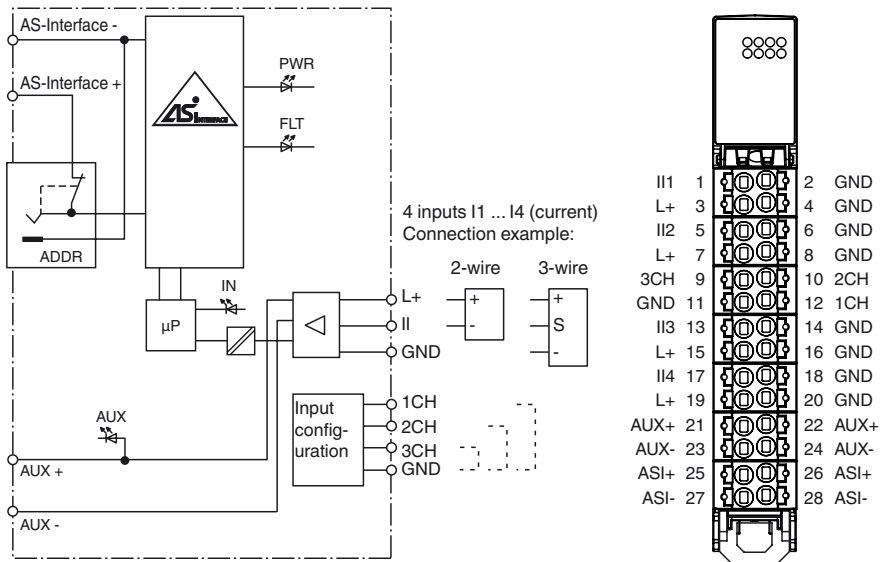 AS-Interface -
AS-Interface +
ADDR
ASi
INTERFACE
PWR
FLT
4 inputs I1 ... I4 (current)
Connection example:
2-wire
3-wire
+
-
+
S
-
L+
II
GND
IN
µP
Input
config-
uration
1CH
2CH
3CH
GND
AUX
AUX +
AUX -
II1 1 2 GND
L+ 3 4 GND
II2 5 6 GND
L+ 7 8 GND
3CH 9 10 2CH
GND 11 12 1CH
II3 13 14 GND
L+ 15 16 GND
II4 17 18 GND
L+ 19 20 GND
AUX+ 21 22 AUX+
AUX- 23 24 AUX-
ASI+ 25 26 ASI+
ASI- 27 28 ASI-